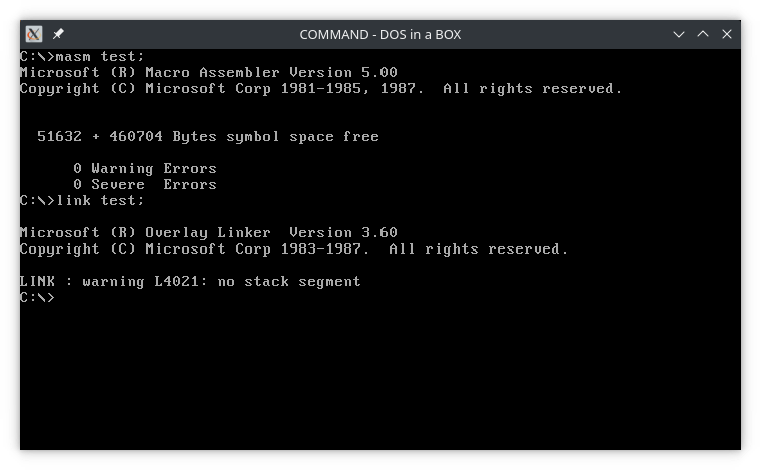 COMMAND - DOS in a BOX
C:\>masm test;
Microsoft (R) Macro Assembler Version 5.00
Copyright (C) Microsoft Corp 1981-1985, 1987.  All rights reserved.
51632 + 460704 Bytes symbol space free
0 Warning Errors
0 Severe  Errors
C:\>link test;
Microsoft (R) Overlay Linker  Version 3.60
Copyright (C) Microsoft Corp 1983-1987.  All rights reserved.
LINK : warning L4021: no stack segment
C:\>